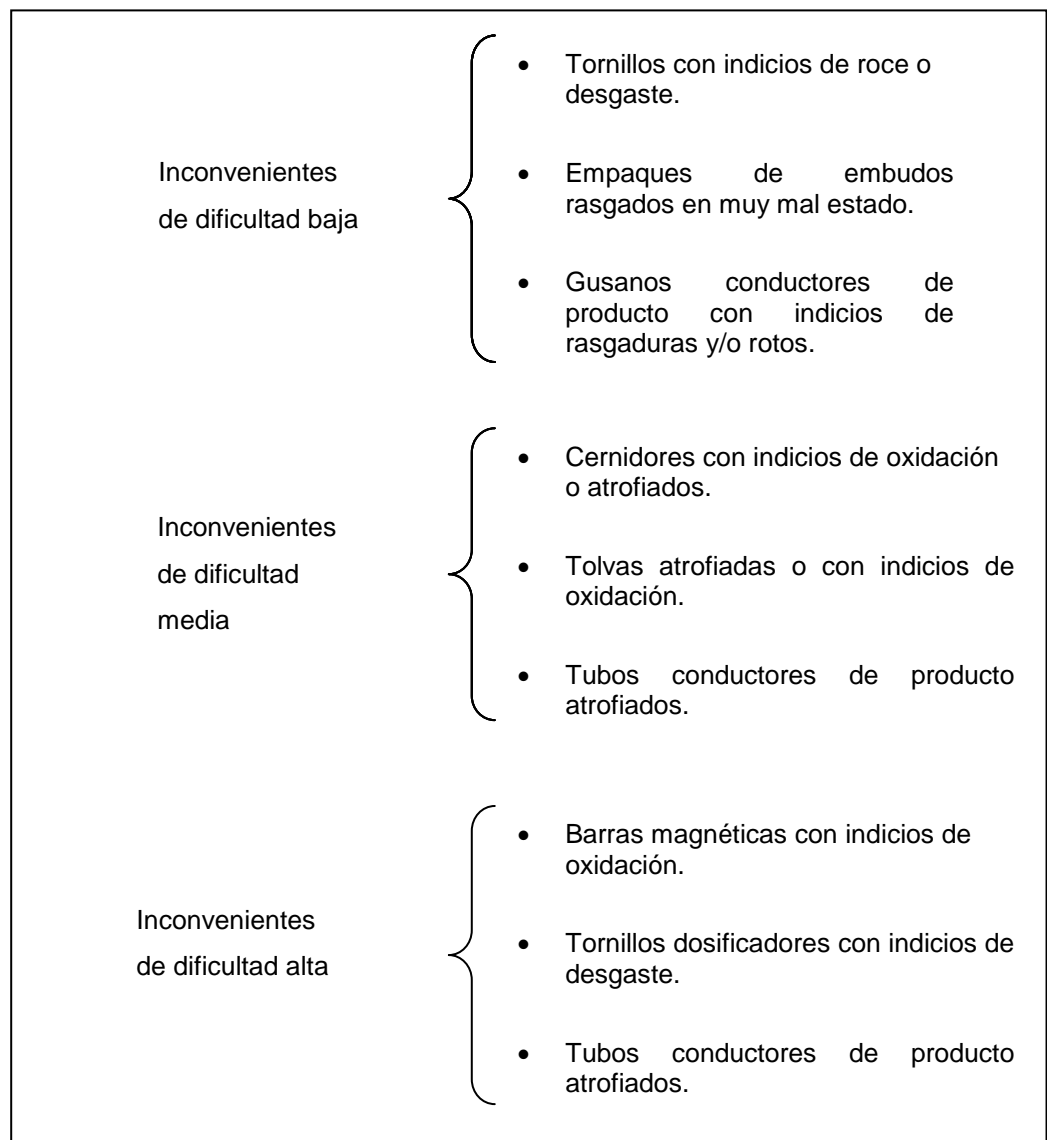 Inconvenientes
de dificultad baja
• Tornillos con indicios de roce o
desgaste.
• Empaques de embudos
rasgados en muy mal estado.
• Gusanos conductores de
producto con indicios de
rasgaduras y/o rotos.
Inconvenientes
de dificultad
media
• Cernidores con indicios de oxidación
o atrofiados.
• Tolvas atrofiadas o con indicios de
oxidación.
• Tubos conductores de producto
atrofiados.
Inconvenientes
de dificultad alta
• Barras magnéticas con indicios de
oxidación.
• Tornillos dosificadores con indicios de
desgaste.
• Tubos conductores de producto
atrofiados.